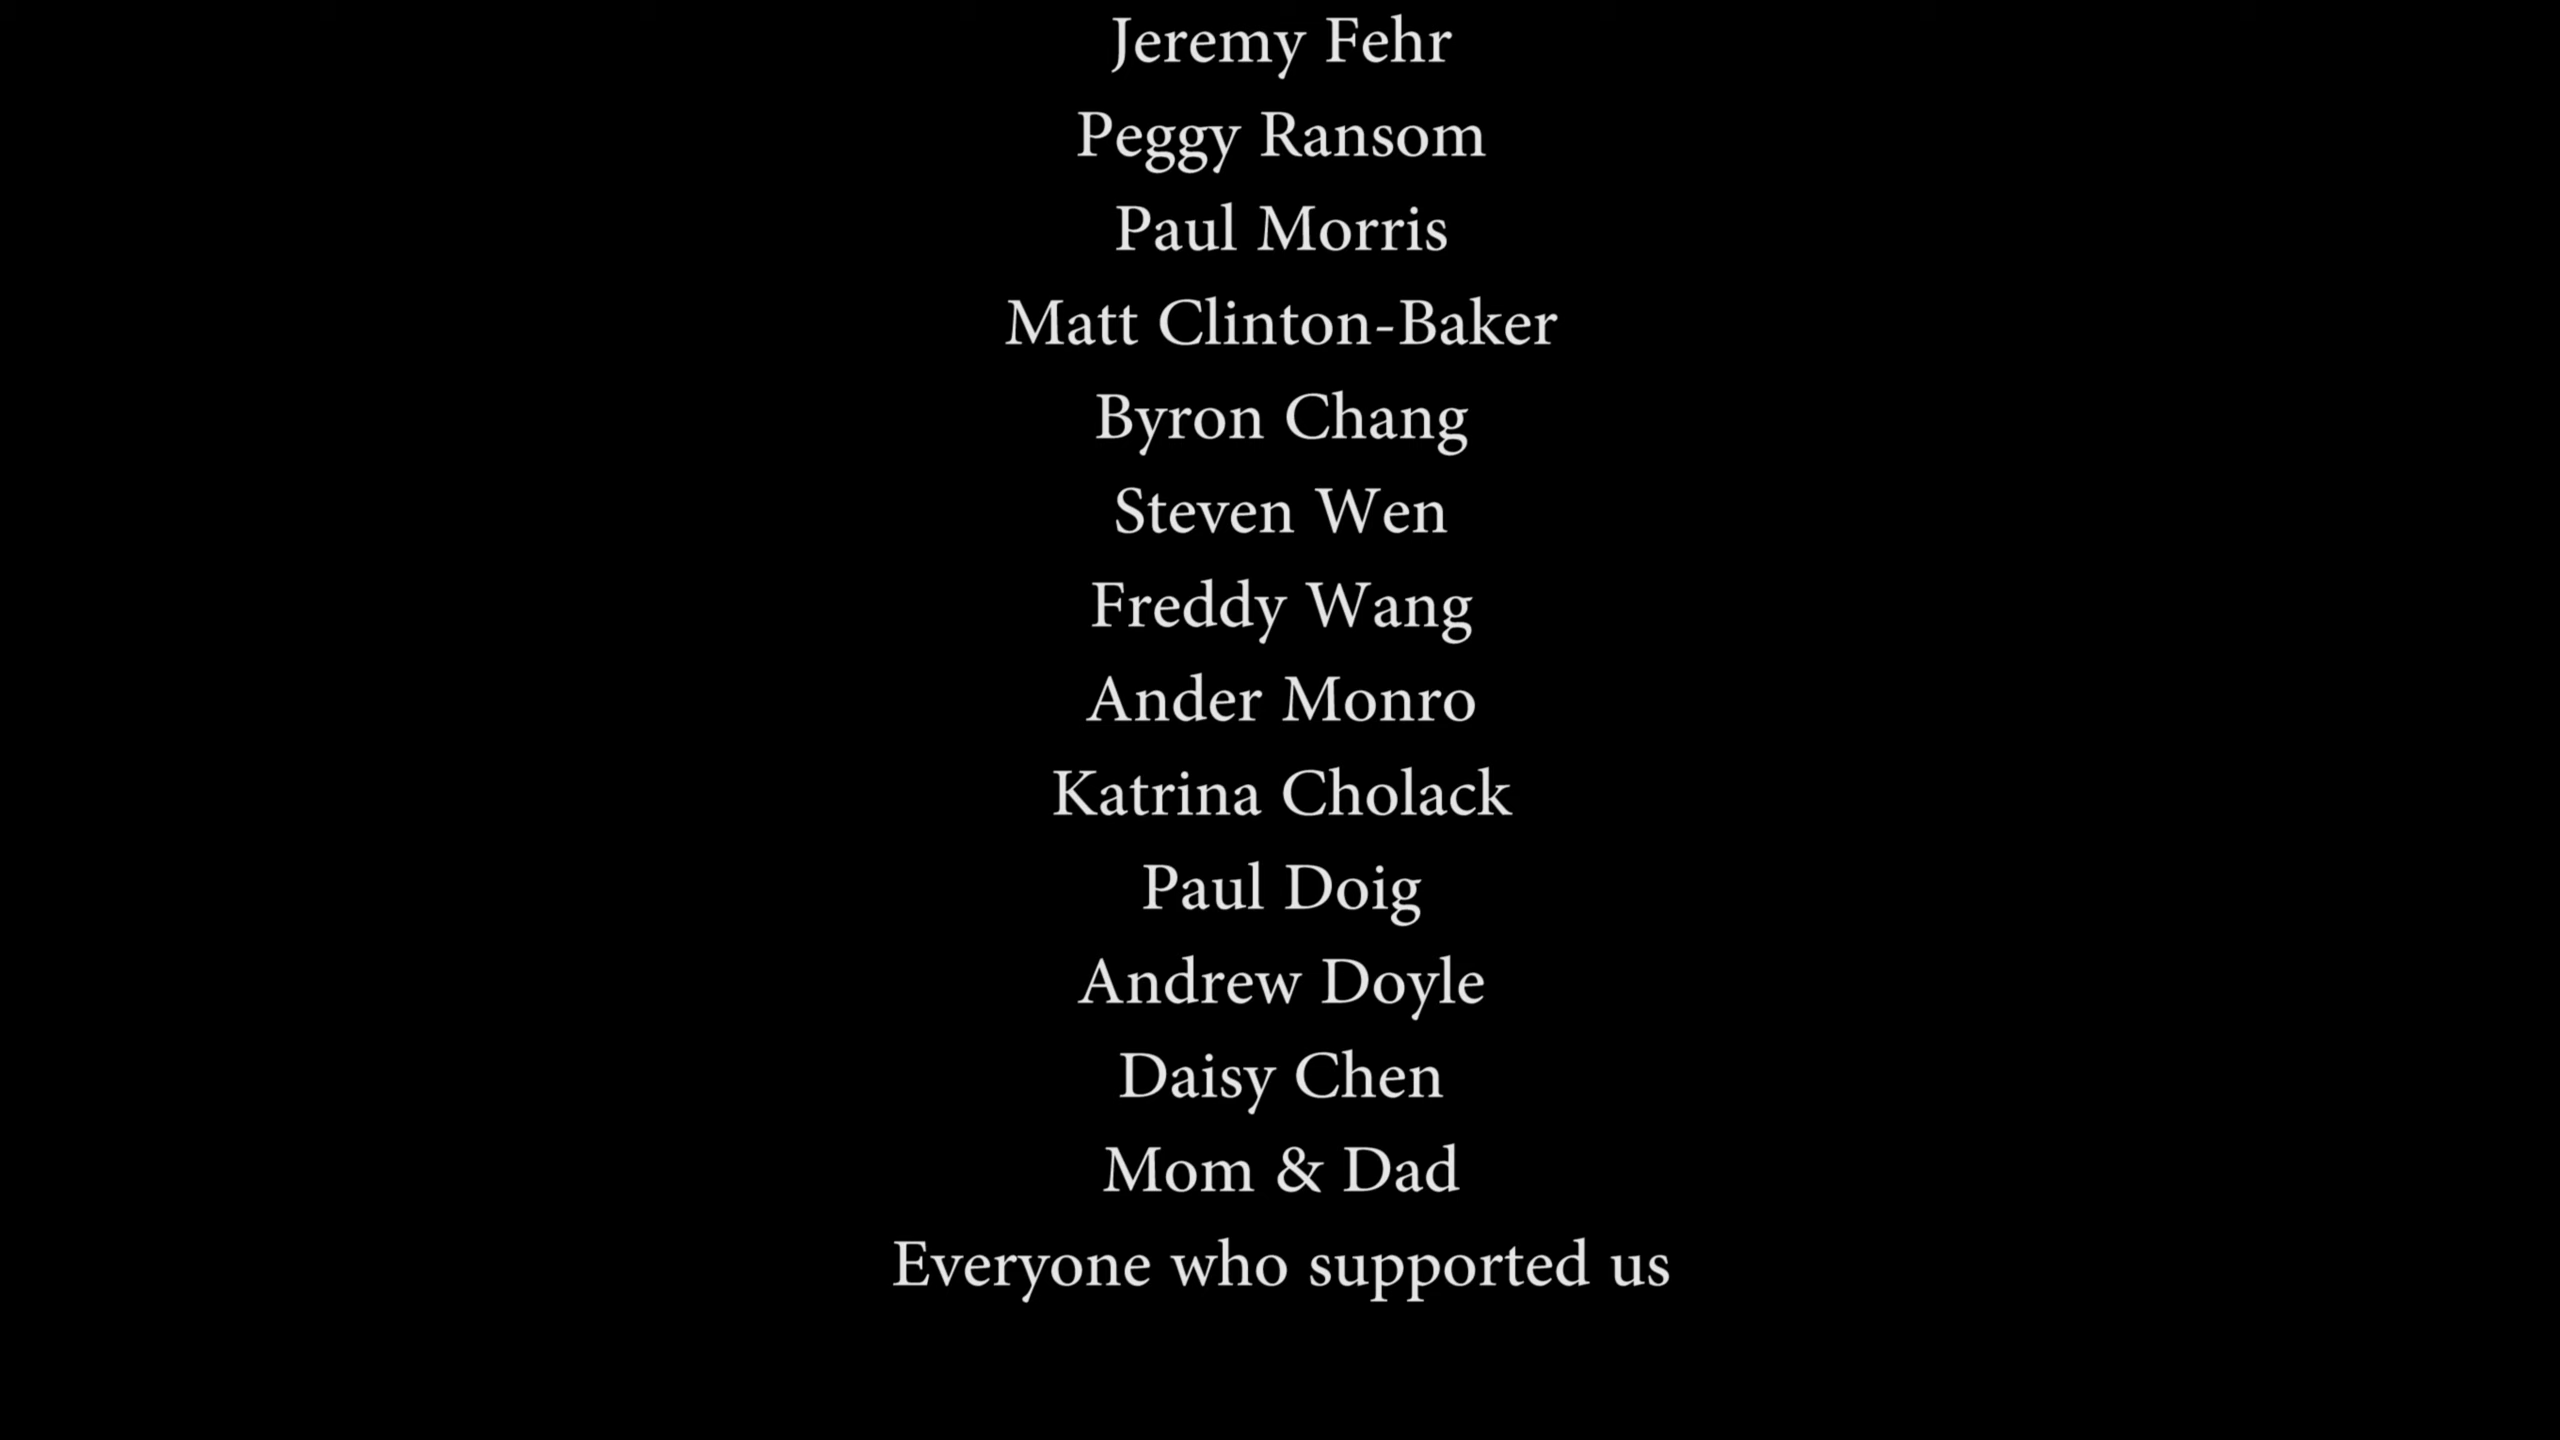 Jeremy Fehr
Peggy Ransom
Paul Morris
Matt Clinton-Baker
Byron Chang
Steven Wen
Freddy Wang
Ander Monro
Katrina Cholack
Paul Doig
Andrew Doyle
Daisy Chen
Mom & Dad
Everyone who supported us